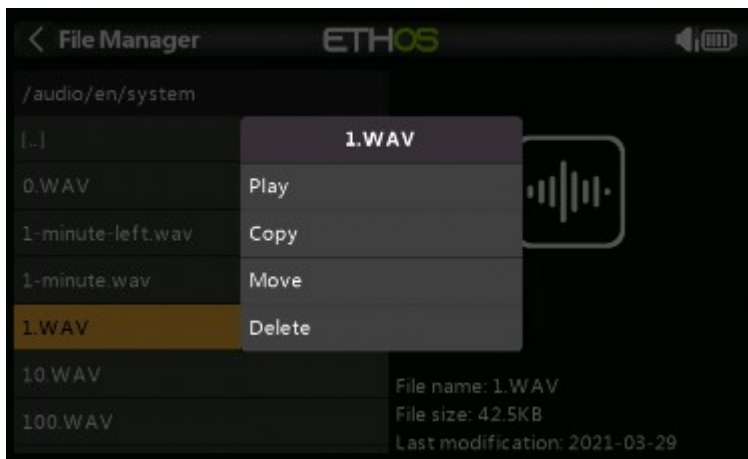 File Manager
ETHOS
/audio/en/system
[..]
0.WAV
1-minute-left.wav
1-minute.wav
1.WAV
10.WAV
100.WAV
1.WAV
Play
Copy
Move
Delete
File name: 1.WAV
File size: 42.5KB
Last modification: 2021-03-29